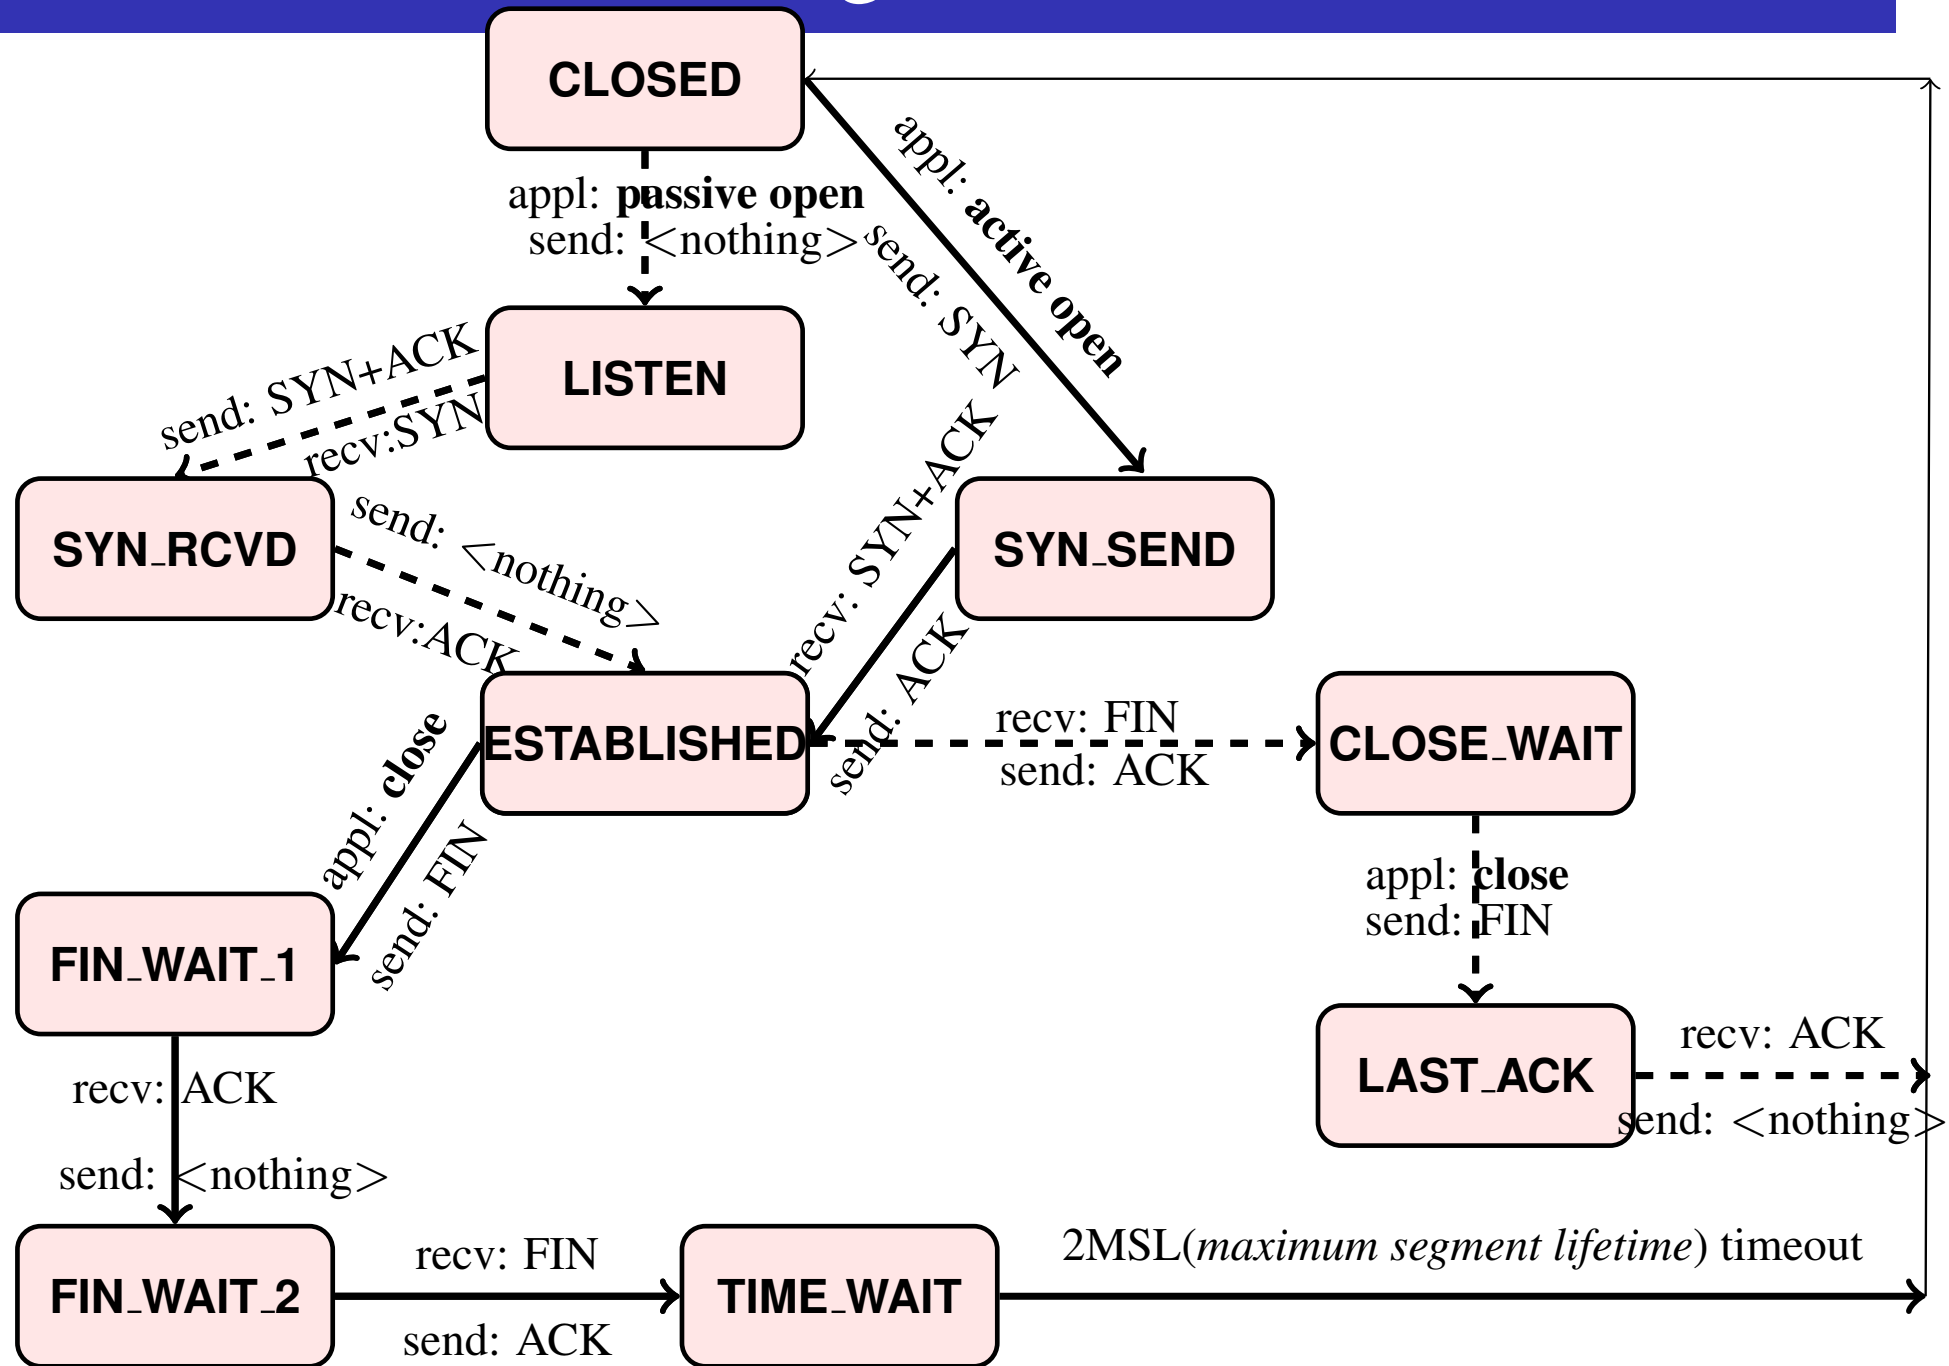 CLOSED
appl: passive open
send: <nothing>
appl: active open
send: SYN
LISTEN
send: SYN+ACK
recv:SYN
SYN_RCVD
send: <nothing>
recv:ACK
recv: SYN+ACK
send: ACK
SYN_SEND
ESTABLISHED
recv: FIN
send: ACK
CLOSE_WAIT
appl: close
send: FIN
appl: close
send: FIN
FIN_WAIT_1
LAST_ACK
recv: ACK
send: <nothing>
recv: ACK
send: <nothing>
FIN_WAIT_2
recv: FIN
send: ACK
TIME_WAIT
2MSL(maximum segment lifetime) timeout